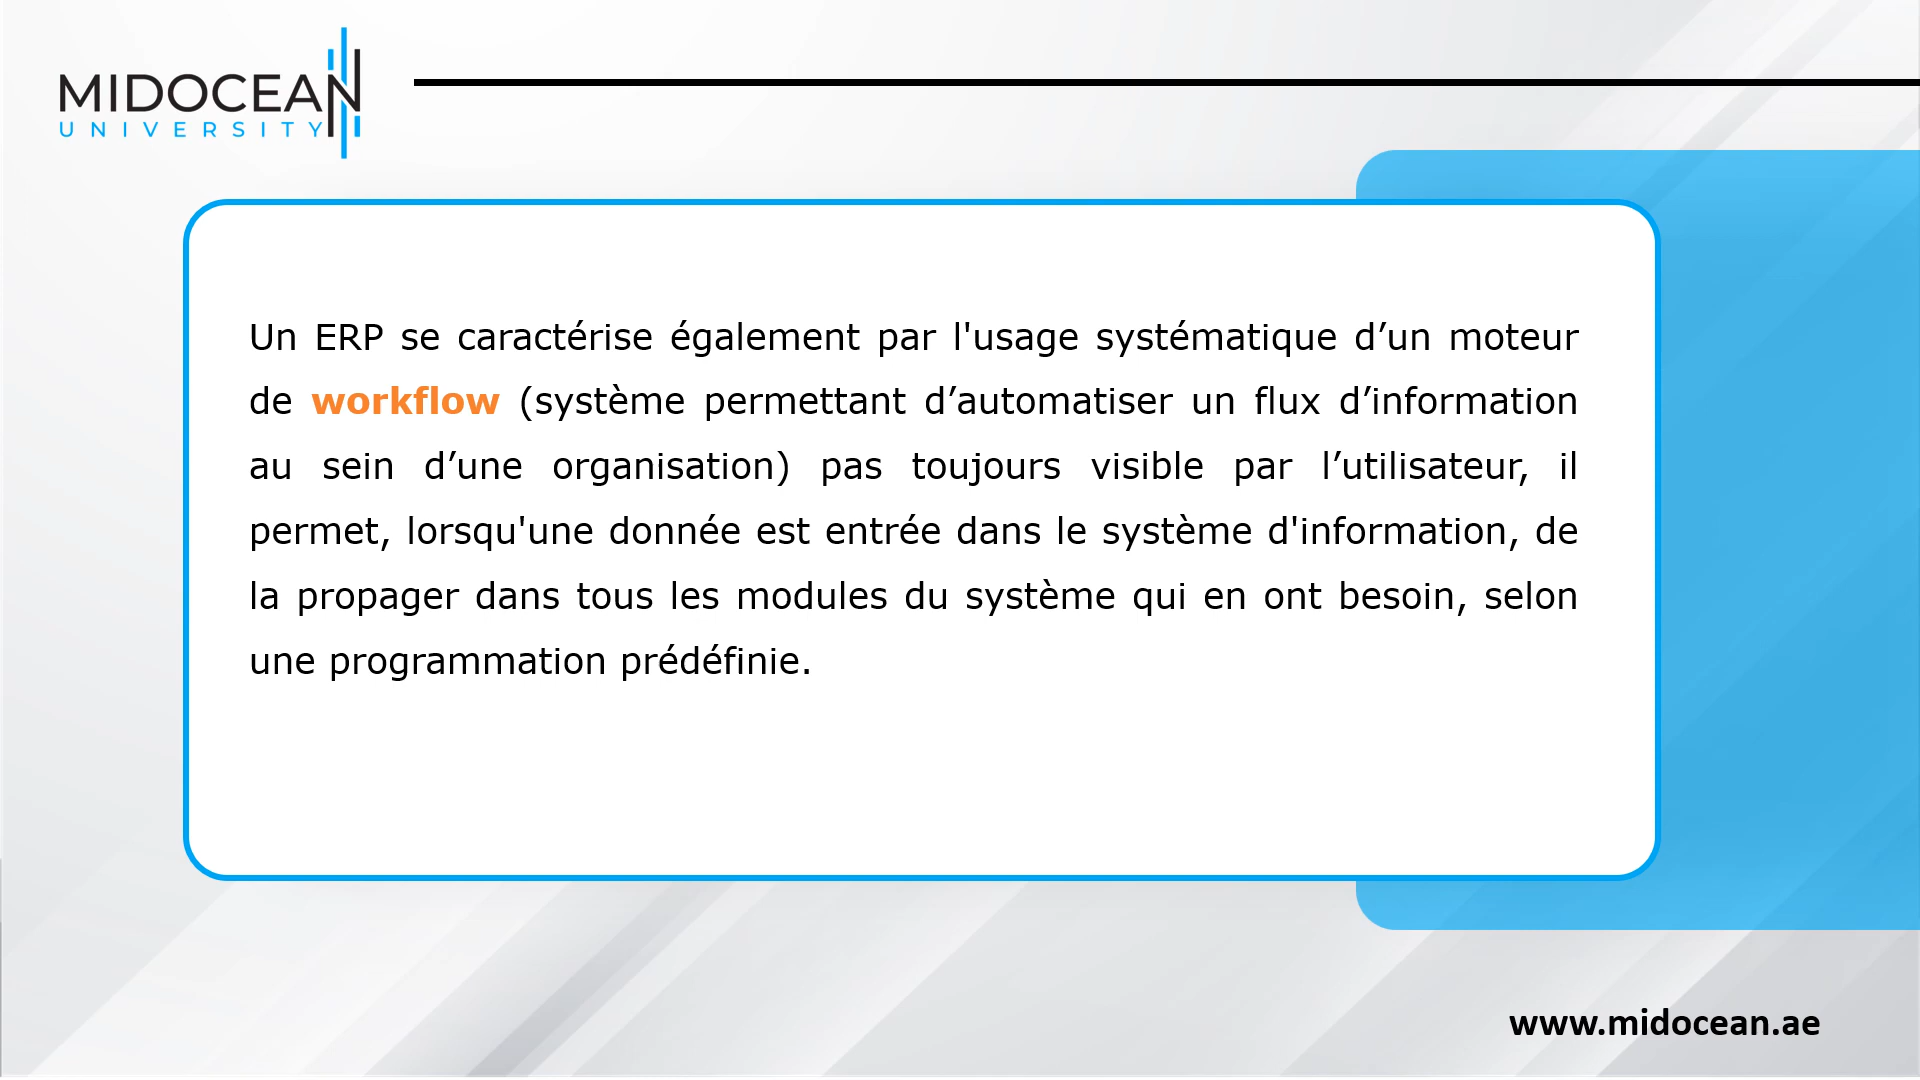 MIDOCEAN
UNIVERSITY
Un ERP se caractérise également par l'usage systématique d’un moteur
de workflow (système permettant d’automatiser un flux d’information
au sein d’une organisation) pas toujours visible par l’utilisateur, il
permet, lorsqu'une donnée est entrée dans le système d'information, de
la propager dans tous les modules du système qui en ont besoin, selon
une programmation prédéfinie.
www.midocean.ae